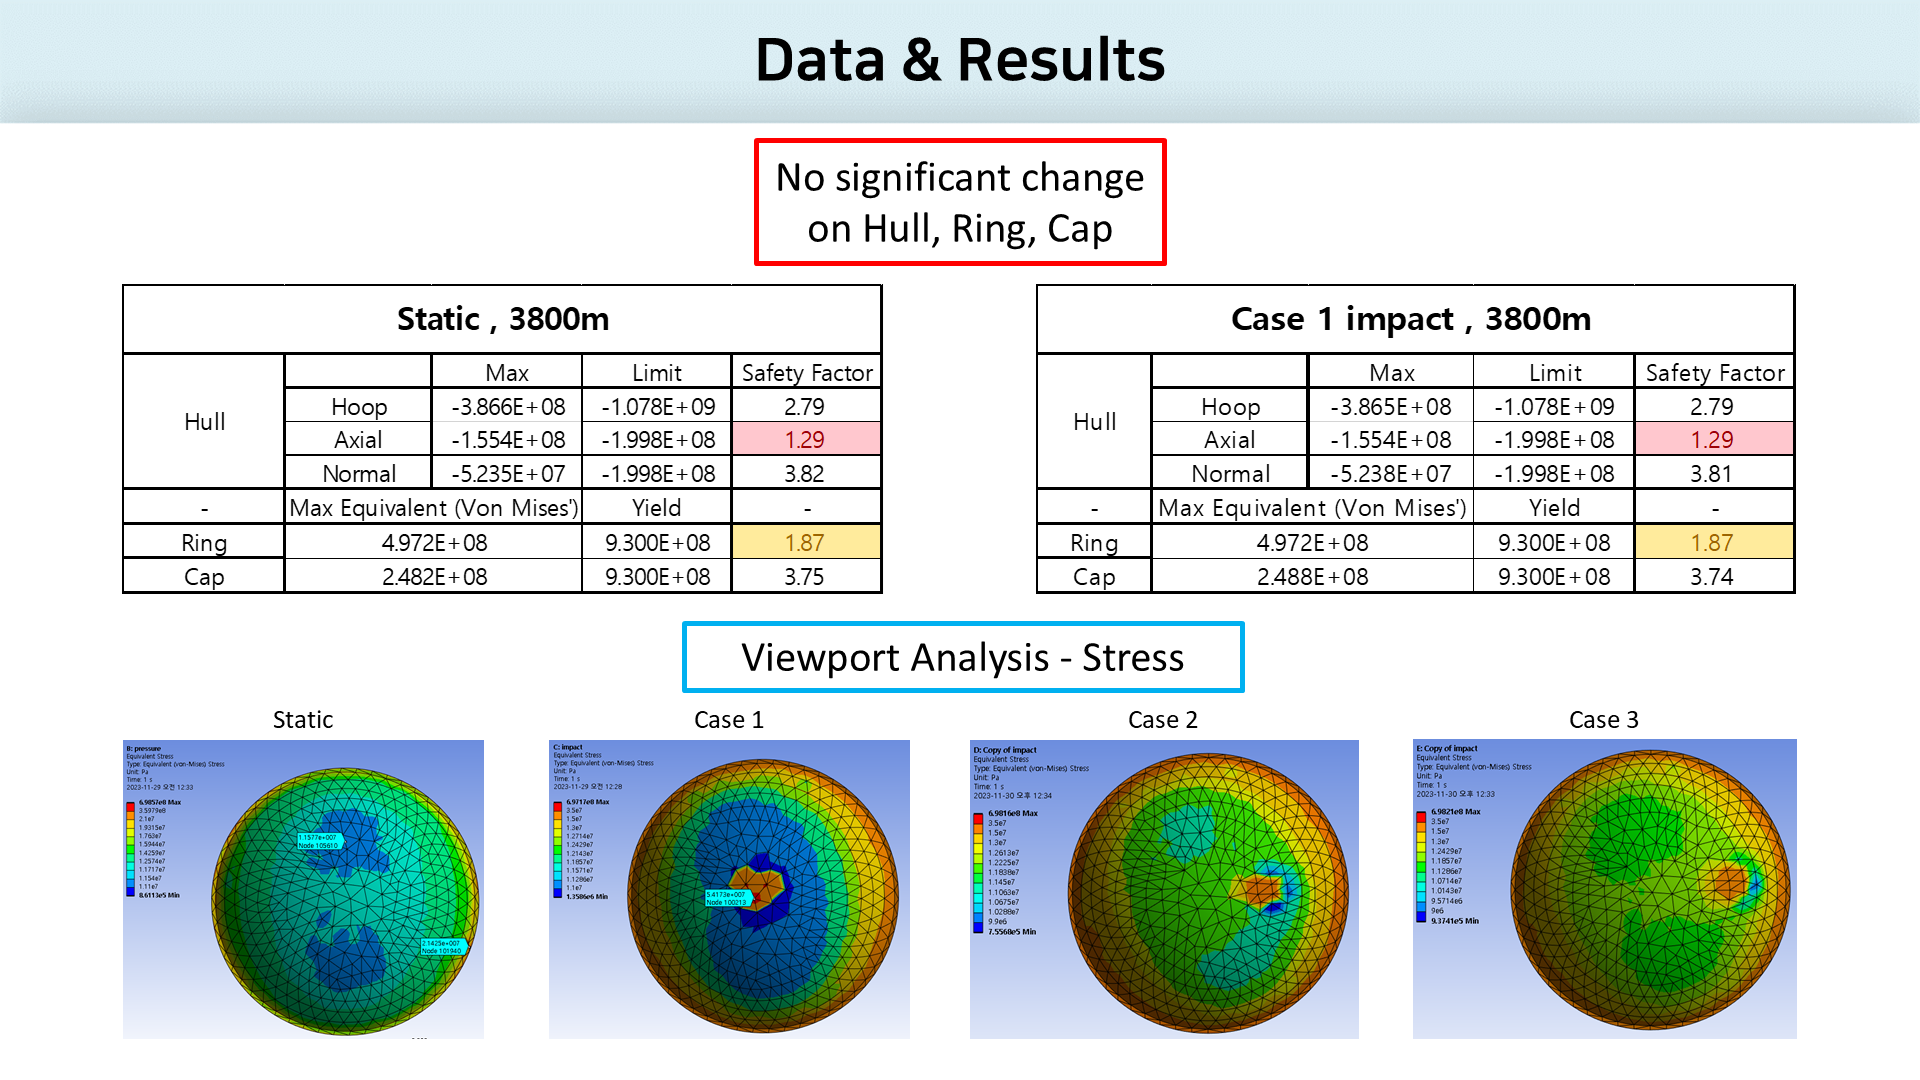 Data & Results
No significant change
on Hull, Ring, Cap
Static , 3800m
Max Limit Safety Factor
Hull
Hoop -3.866E+08 -1.078E+09 2.79
Axial -1.554E+08 -1.998E+08 1.29
Normal -5.235E+07 -1.998E+08 3.82
- Max Equivalent (Von Mises') Yield -
Ring 4.972E+08 9.300E+08 1.87
Cap 2.482E+08 9.300E+08 3.75
Case 1 impact , 3800m
Max Limit Safety Factor
Hull
Hoop -3.865E+08 -1.078E+09 2.79
Axial -1.554E+08 -1.998E+08 1.29
Normal -5.238E+07 -1.998E+08 3.81
- Max Equivalent (Von Mises') Yield -
Ring 4.972E+08 9.300E+08 1.87
Cap 2.488E+08 9.300E+08 3.74
Viewport Analysis - Stress
Static
B: pressure
Equivalent Stress
Type: Equivalent (von-Mises) Stress
Unit: Pa
Time: 1 s
2023-11-29 오전 12:33
6.9857e8 Max
3.5979e8
2.1e7
1.9315e7
1.763e7
1.5944e7
1.4259e7
1.2574e7
1.1717e7
1.154e7
1.11e7
8.6113e5 Min
1.1577e+007
Node 105610
2.1425e+007
Node 101940
Case 1
C: impact
Equivalent Stress
Type: Equivalent (von-Mises) Stress
Unit: Pa
Time: 1 s
2023-11-29 오전 12:28
6.9717e8 Max
3.5e7
1.5e7
1.3e7
1.2714e7
1.2429e7
1.2143e7
1.1857e7
1.1571e7
1.1286e7
1.1e7
1.3586e6 Min
5.4173e+007
Node 100213
Case 2
D: Copy of impact
Equivalent Stress
Type: Equivalent (von-Mises) Stress
Unit: Pa
Time: 1 s
2023-11-30 오후 12:34
6.9816e8 Max
3.5e7
1.5e7
1.3e7
1.2613e7
1.2225e7
1.1838e7
1.145e7
1.1063e7
1.0675e7
1.0288e7
9.9e6
7.5568e5 Min
Case 3
E: Copy of impact
Equivalent Stress
Type: Equivalent (von-Mises) Stress
Unit: Pa
Time: 1 s
2023-11-30 오후 12:33
6.9821e8 Max
3.5e7
1.5e7
1.3e7
1.2429e7
1.1857e7
1.1286e7
1.0714e7
1.0143e7
9.5714e6
9e6
9.3741e5 Min